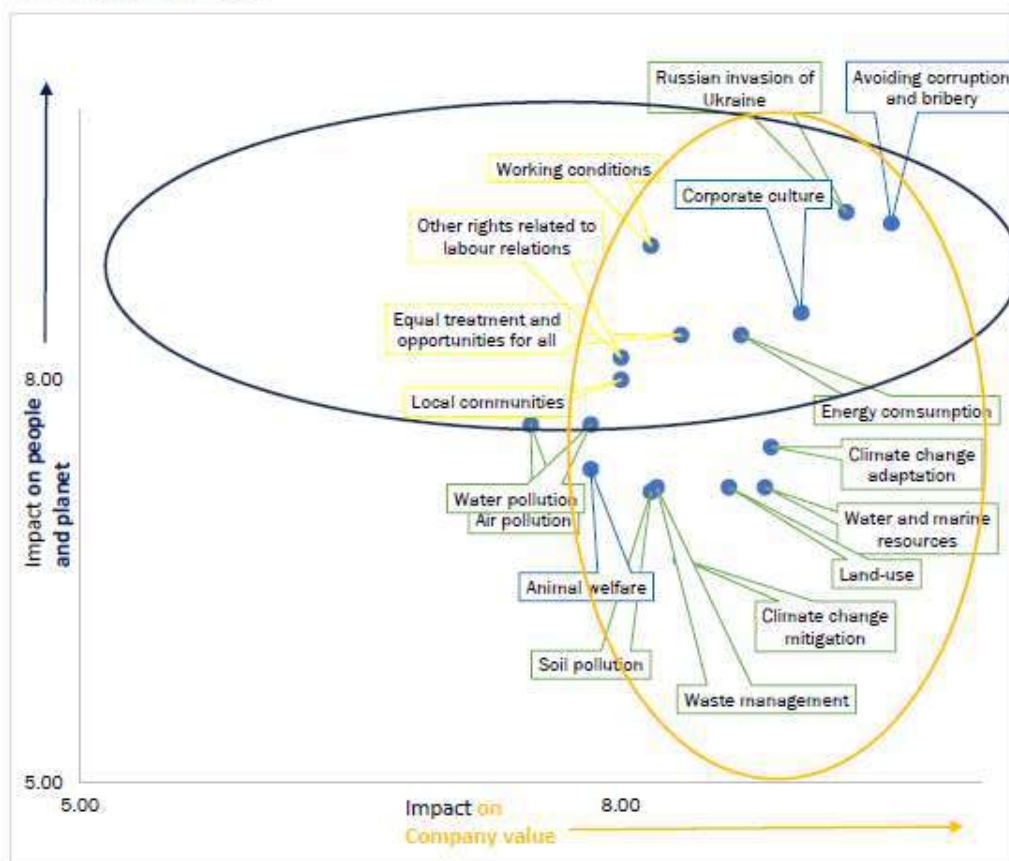 Russian invasion of
Ukraine
Avoiding corruption
and bribery
Working conditions
Corporate culture
Other rights related to
labour relations
Equal treatment and
opportunities for all
Local communities
Energy comsumption
Climate change
adaptation
Water pollution
Air pollution
Water and marine
resources
Land-use
Animal welfare
Climate change
mitigation
Soil pollution
Waste management
8.00
Impact on people
and planet
5.00
5.00
8.00
Impact on
Company value